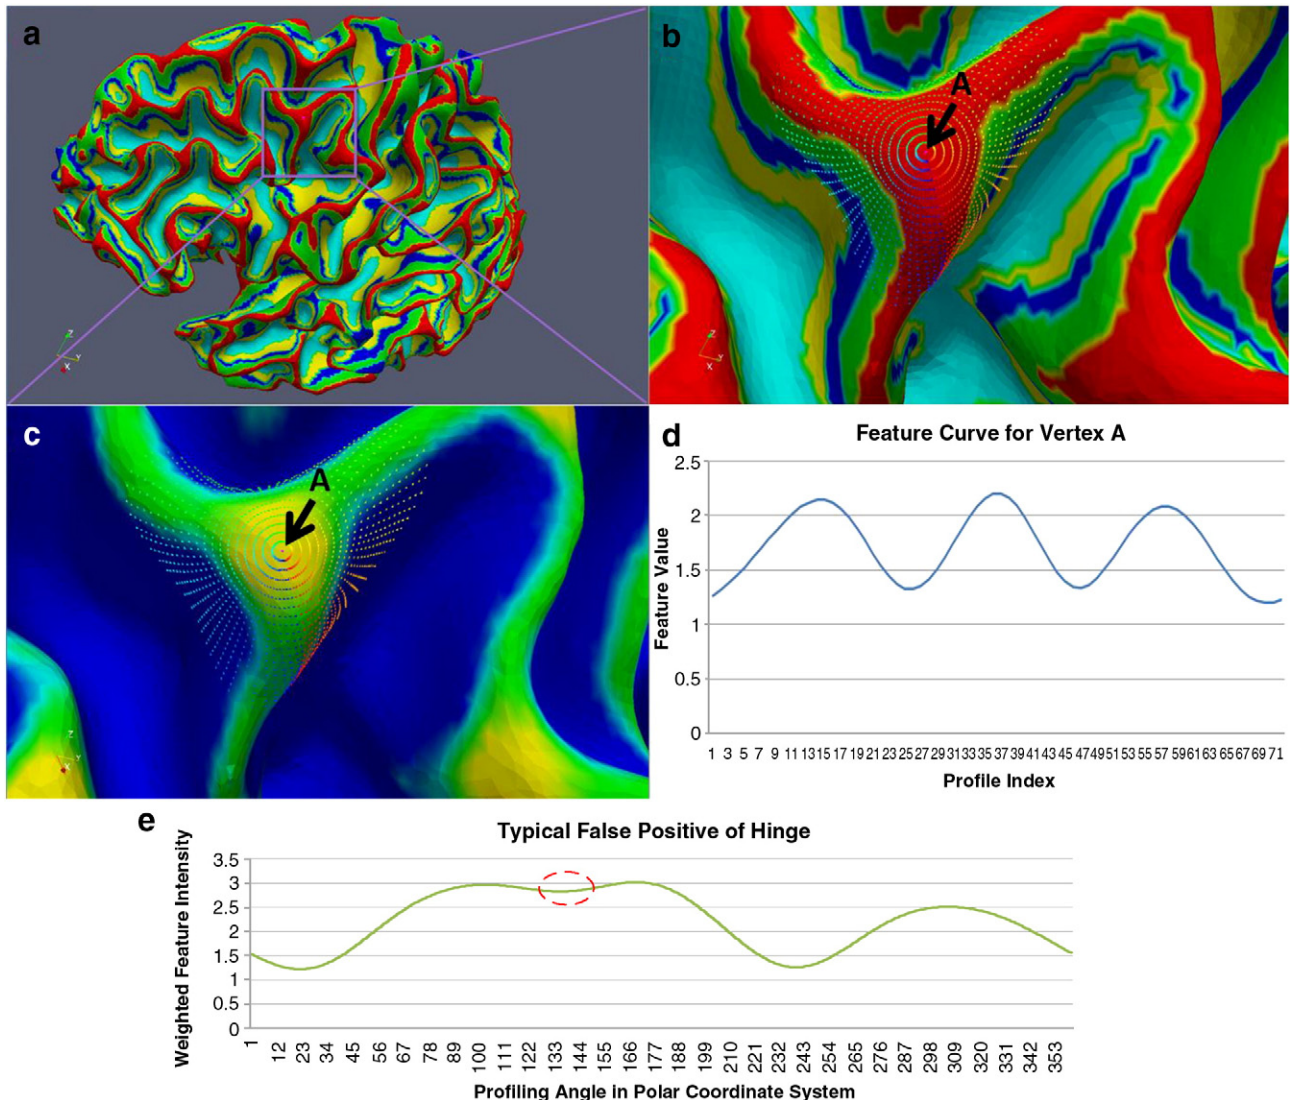 a
Z
Y
X
b
A
Z
Y
X
c
A
Z
Y
X
d
Feature Curve for Vertex A
2.5
2
1.5
1
0.5
0
Feature Value
1 3 5 7 9 11 13 15 17 19 21 23 25 27 29 31 33 35 37 39 41 43 45 47 49 51 53 55 57 59 61 63 65 67 69 71
Profile Index
e
Typical False Positive of Hinge
3.5
3
2.5
2
1.5
1
0.5
0
Weighted Feature Intensity
1 12 23 34 45 56 67 78 89 100 111 122 133 144 155 166 177 188 199 210 221 232 243 254 265 276 287 298 309 320 331 342 353
Profiling Angle in Polar Coordinate System